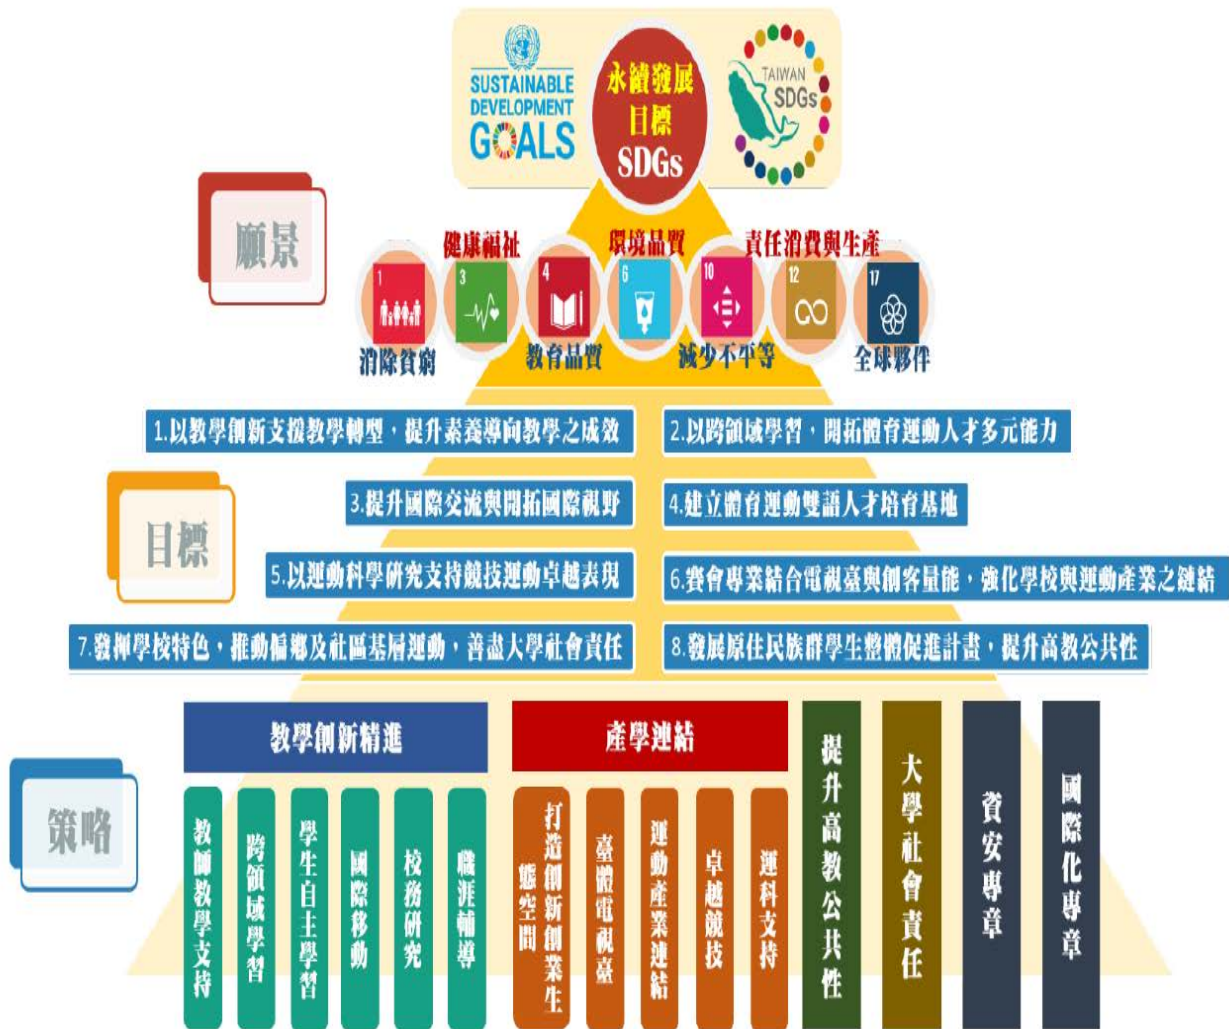 SUSTAINABLE
DEVELOPMENT
GOALS
永續發展
目標
SDGs
TAIWAN
SDGs
願景
健康福祉
環境品質
責任消費與生產
1
3
4
6
10
12
17
消除貧窮
教育品質
減少不平等
全球夥伴
1.以教學創新支援教學轉型，提升素養導向教學之成效
2.以跨領域學習，開拓體育運動人才多元能力
目標
3.提升國際交流與開拓國際視野
4.建立體育運動雙語人才培育基地
5.以運動科學研究支持競技運動卓越表現
6.賽會專業結合電視臺與創客量能，強化學校與運動產業之鏈結
7.發揮學校特色，推動偏鄉及社區基層運動，善盡大學社會責任
8.發展原住民族群學生整體促進計畫，提升高教公共性
策略
教學創新精進
教師教學支持
跨領域學習
學生自主學習
國際移動
校務研究
職涯輔導
產學連結
打造創新創業生
態空間
臺體電視臺
運動產業連結
卓越競技
運科支持
提升高教公共性
大學社會責任
資安專章
國際化專章